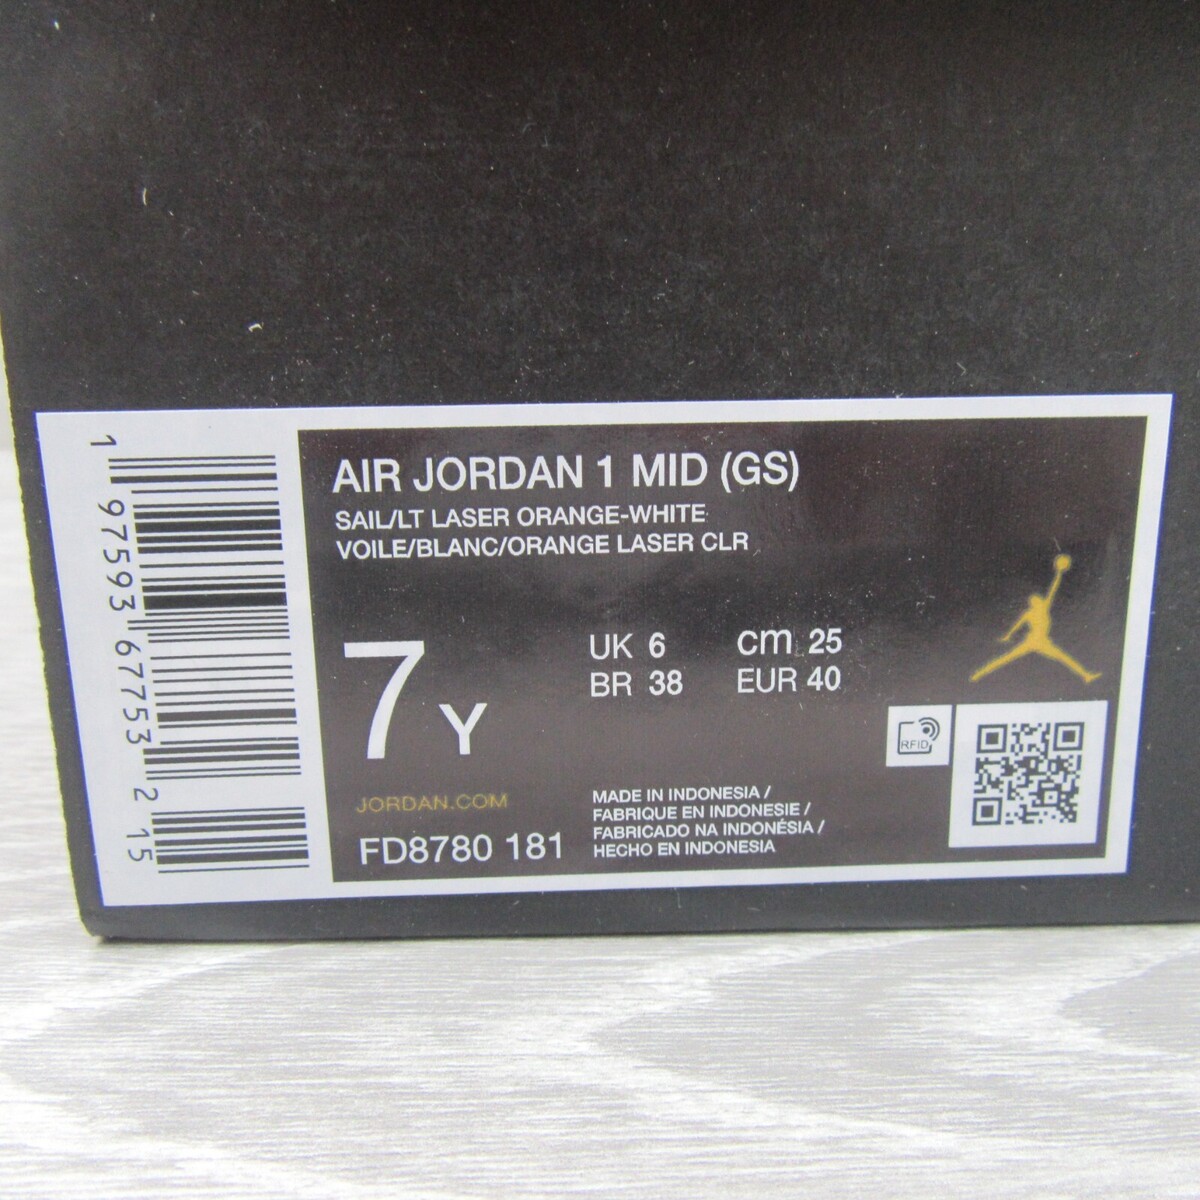 AIR JORDAN 1 MID (GS)
SAIL/LT LASER ORANGE-WHITE
VOILE/BLANC/ORANGE LASER CLR
7 Y
UK 6
cm 25
BR 38
EUR 40
RFID
JORDAN.COM
FD8780 181
MADE IN INDONESIA /
FABRIQUE EN INDONESIE /
FABRICADO NA INDONÉSIA /
HECHO EN INDONESIA
1 97593 67753 2 15